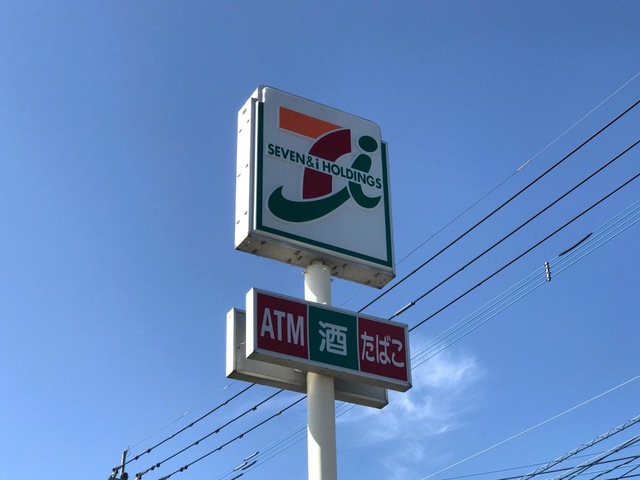 SEVEN & i HOLDINGS
ATM 酒 たばこ